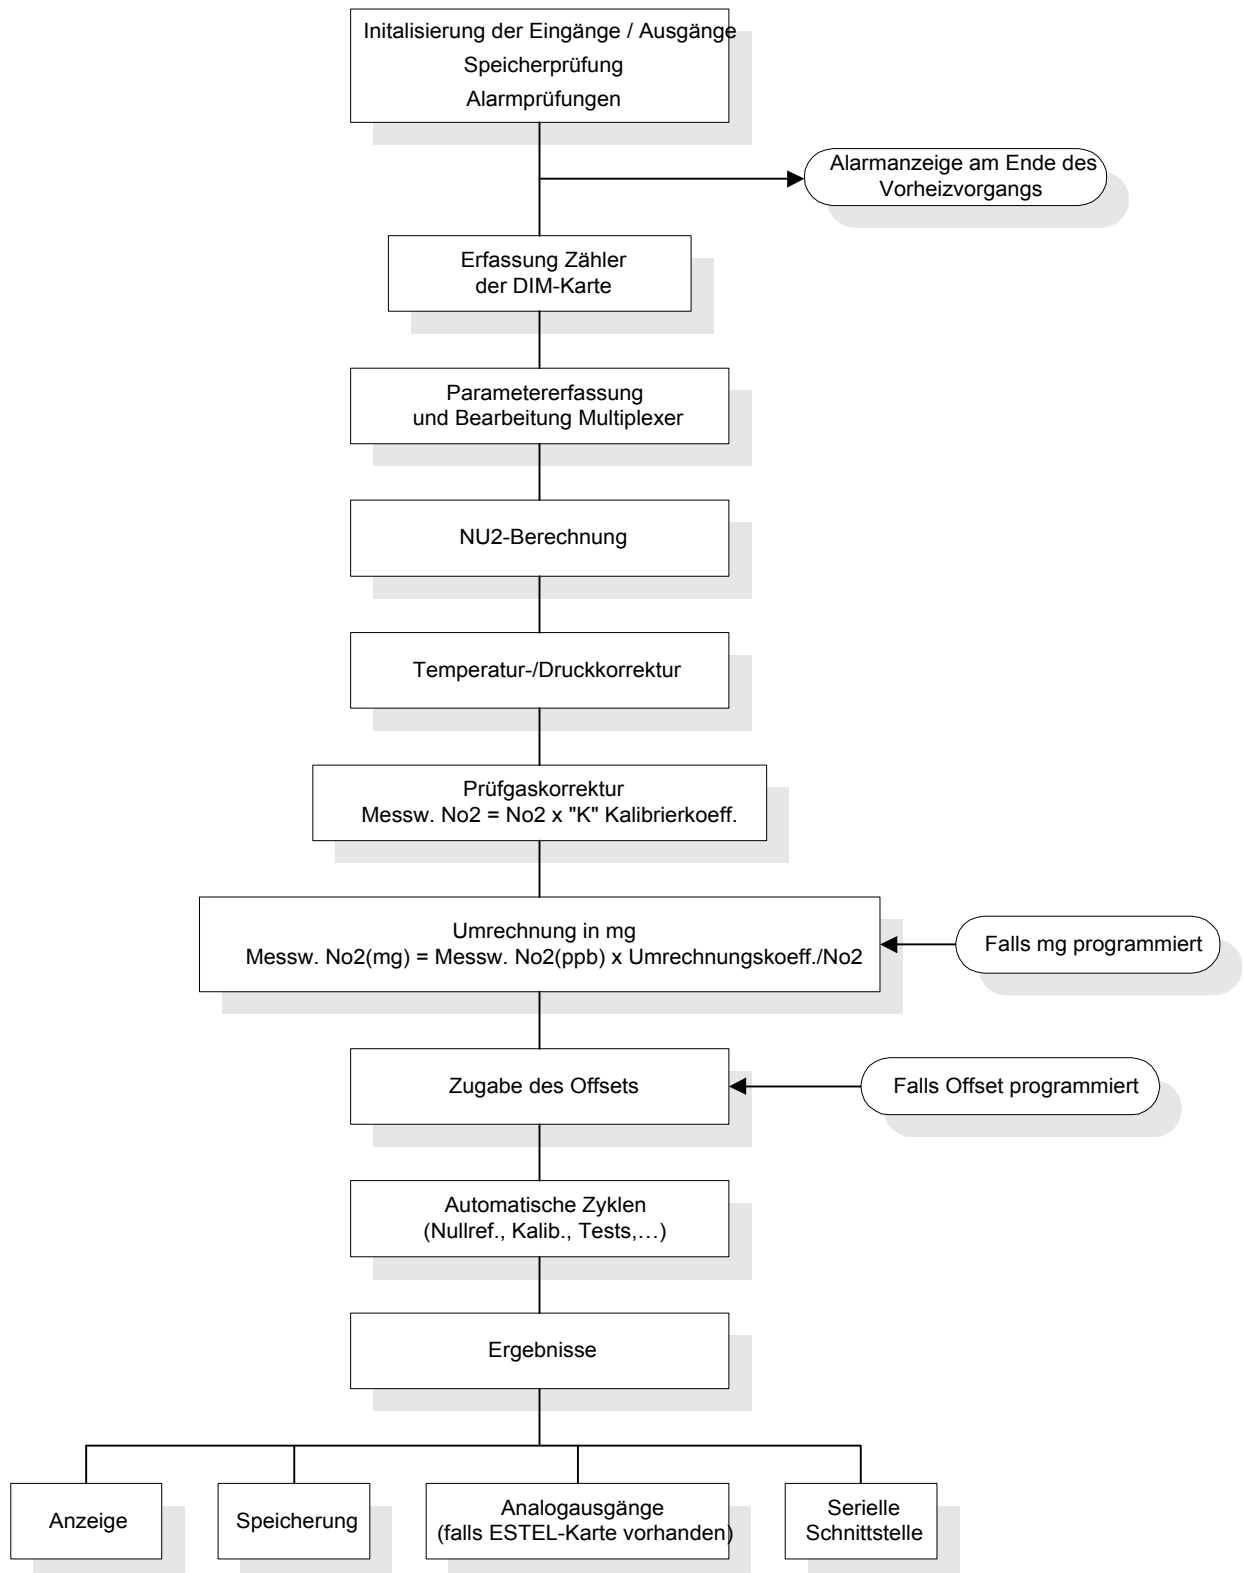 Initalisierung der Eingänge / Ausgänge
Speicherprüfung
Alarmprüfungen
Alarmanzeige am Ende des
Vorheizvorgangs
Erfassung Zähler
der DIM-Karte
Parametererfassung
und Bearbeitung Multiplexer
NU2-Berechnung
Temperatur-/Druckkorrektur
Prüfgaskorrektur
Messw. No2 = No2 x "K" Kalibrierkoeff.
Umrechnung in mg
Messw. No2(mg) = Messw. No2(ppb) x Umrechnungskoeff./No2
Falls mg programmiert
Zugabe des Offsets
Falls Offset programmiert
Automatische Zyklen
(Nullref., Kalib., Tests,…)
Ergebnisse
Anzeige
Speicherung
Analogausgänge
(falls ESTEL-Karte vorhanden)
Serielle
Schnittstelle